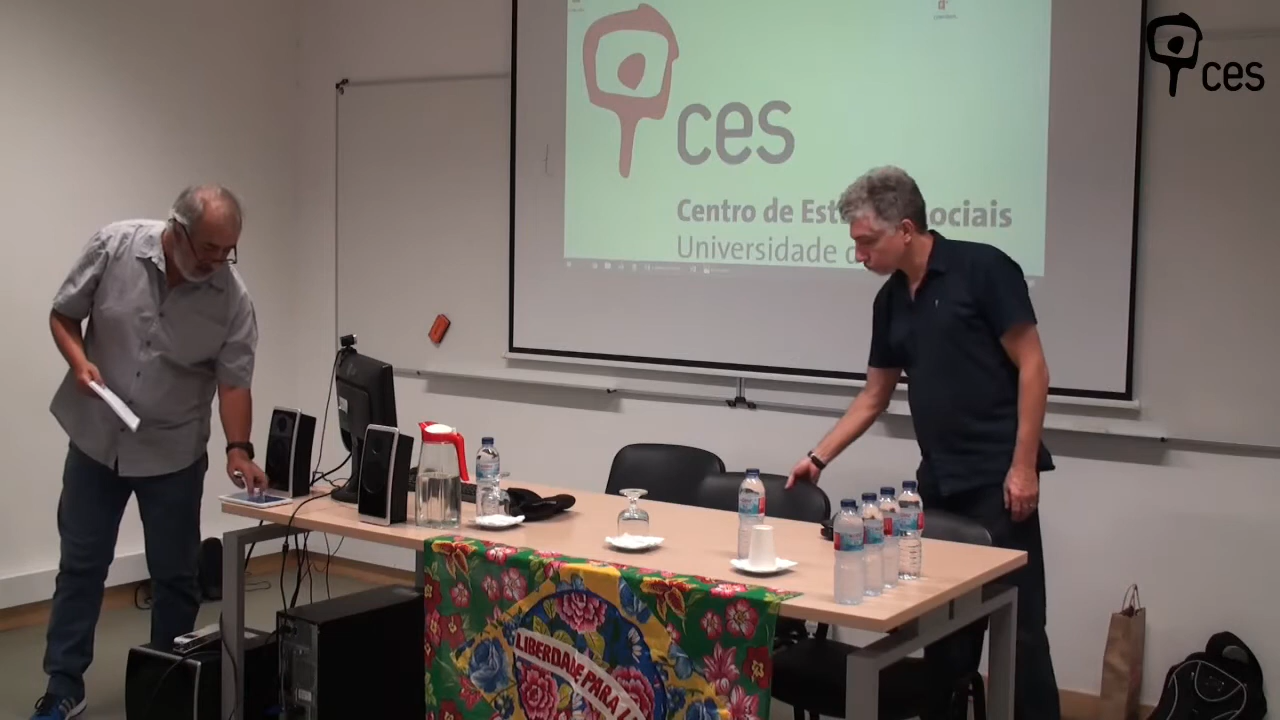 ces
Centro de Est ociais
Universidade d
ces
LIBERDADE PARA L